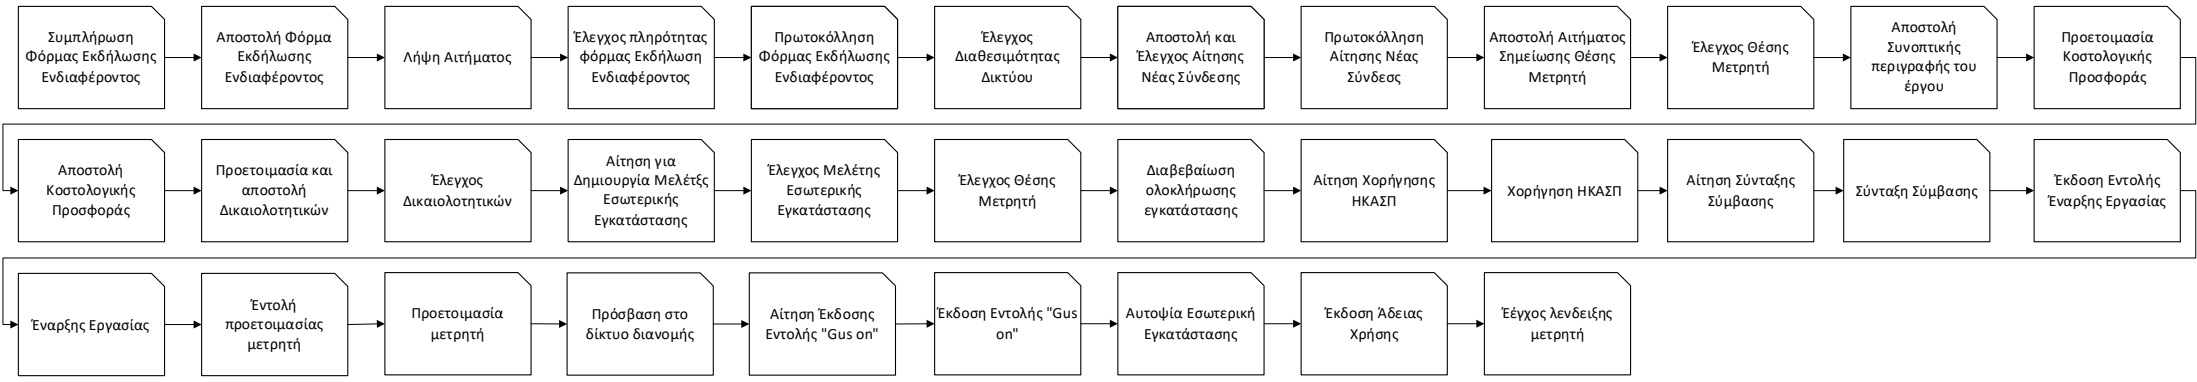 Συμπλήρωση
Φόρμας Εκδήλωσης
Ενδιαφέροντος
Αποστολή Φόρμα
Εκδήλωσης
Ενδιαφέροντος
Λήψη Αιτήματος
Έλεγχος πληρότητας
φόρμας Εκδήλωση
Ενδιαφέροντος
Πρωτοκόλληση
Φόρμας Εκδήλωσης
Ενδιαφέροντος
Έλεγχος
Διαθεσιμότητας
Δικτύου
Αποστολή και
Έλεγχος Αίτησης
Νέας Σύνδεσης
Πρωτοκόλληση
Αίτησης Νέας
Σύνδεσς
Αποστολή Αιτήματος
Σημείωσης Θέσης
Μετρητή
Έλεγχος Θέσης
Μετρητή
Αποστολή
Συνοπτικής
περιγραφής του
έργου
Προετοιμασία
Κοστολογικής
Προσφοράς
Αποστολή
Κοστολογικής
Προσφοράς
Προετοιμασία και
αποστολή
Δικαιολοτητικών
Έλεγχος
Δικαιολοτητικών
Αίτηση για
Δημιουργία Μελέτξς
Εσωτερικής
Εγκατάστασης
Έλεγχος Μελέτης
Εσωτερικής
Εγκατάστασης
Έλεγχος Θέσης
Μετρητή
Διαβεβαίωση
ολοκλήρωσης
εγκατάστασης
Αίτηση Χορήγησης
ΗΚΑΣΠ
Χορήγηση ΗΚΑΣΠ
Αίτηση Σύνταξης
Σύμβασης
Σύνταξη Σύμβασης
Έκδοση Εντολής
Έναρξης Εργασίας
Έναρξης Εργασίας
Έντολή
προετοιμασίας
μετρητή
Προετοιμασία
μετρητή
Πρόσβαση στο
δίκτυο διανομής
Αίτηση Έκδοσης
Εντολής "Gus on"
Έκδοση Εντολής "Gus
on"
Αυτοψία Εσωτερική
Εγκατάστασης
Έκδοση Άδειας
Χρήσης
Έέγχος λενδειξης
μετρητή